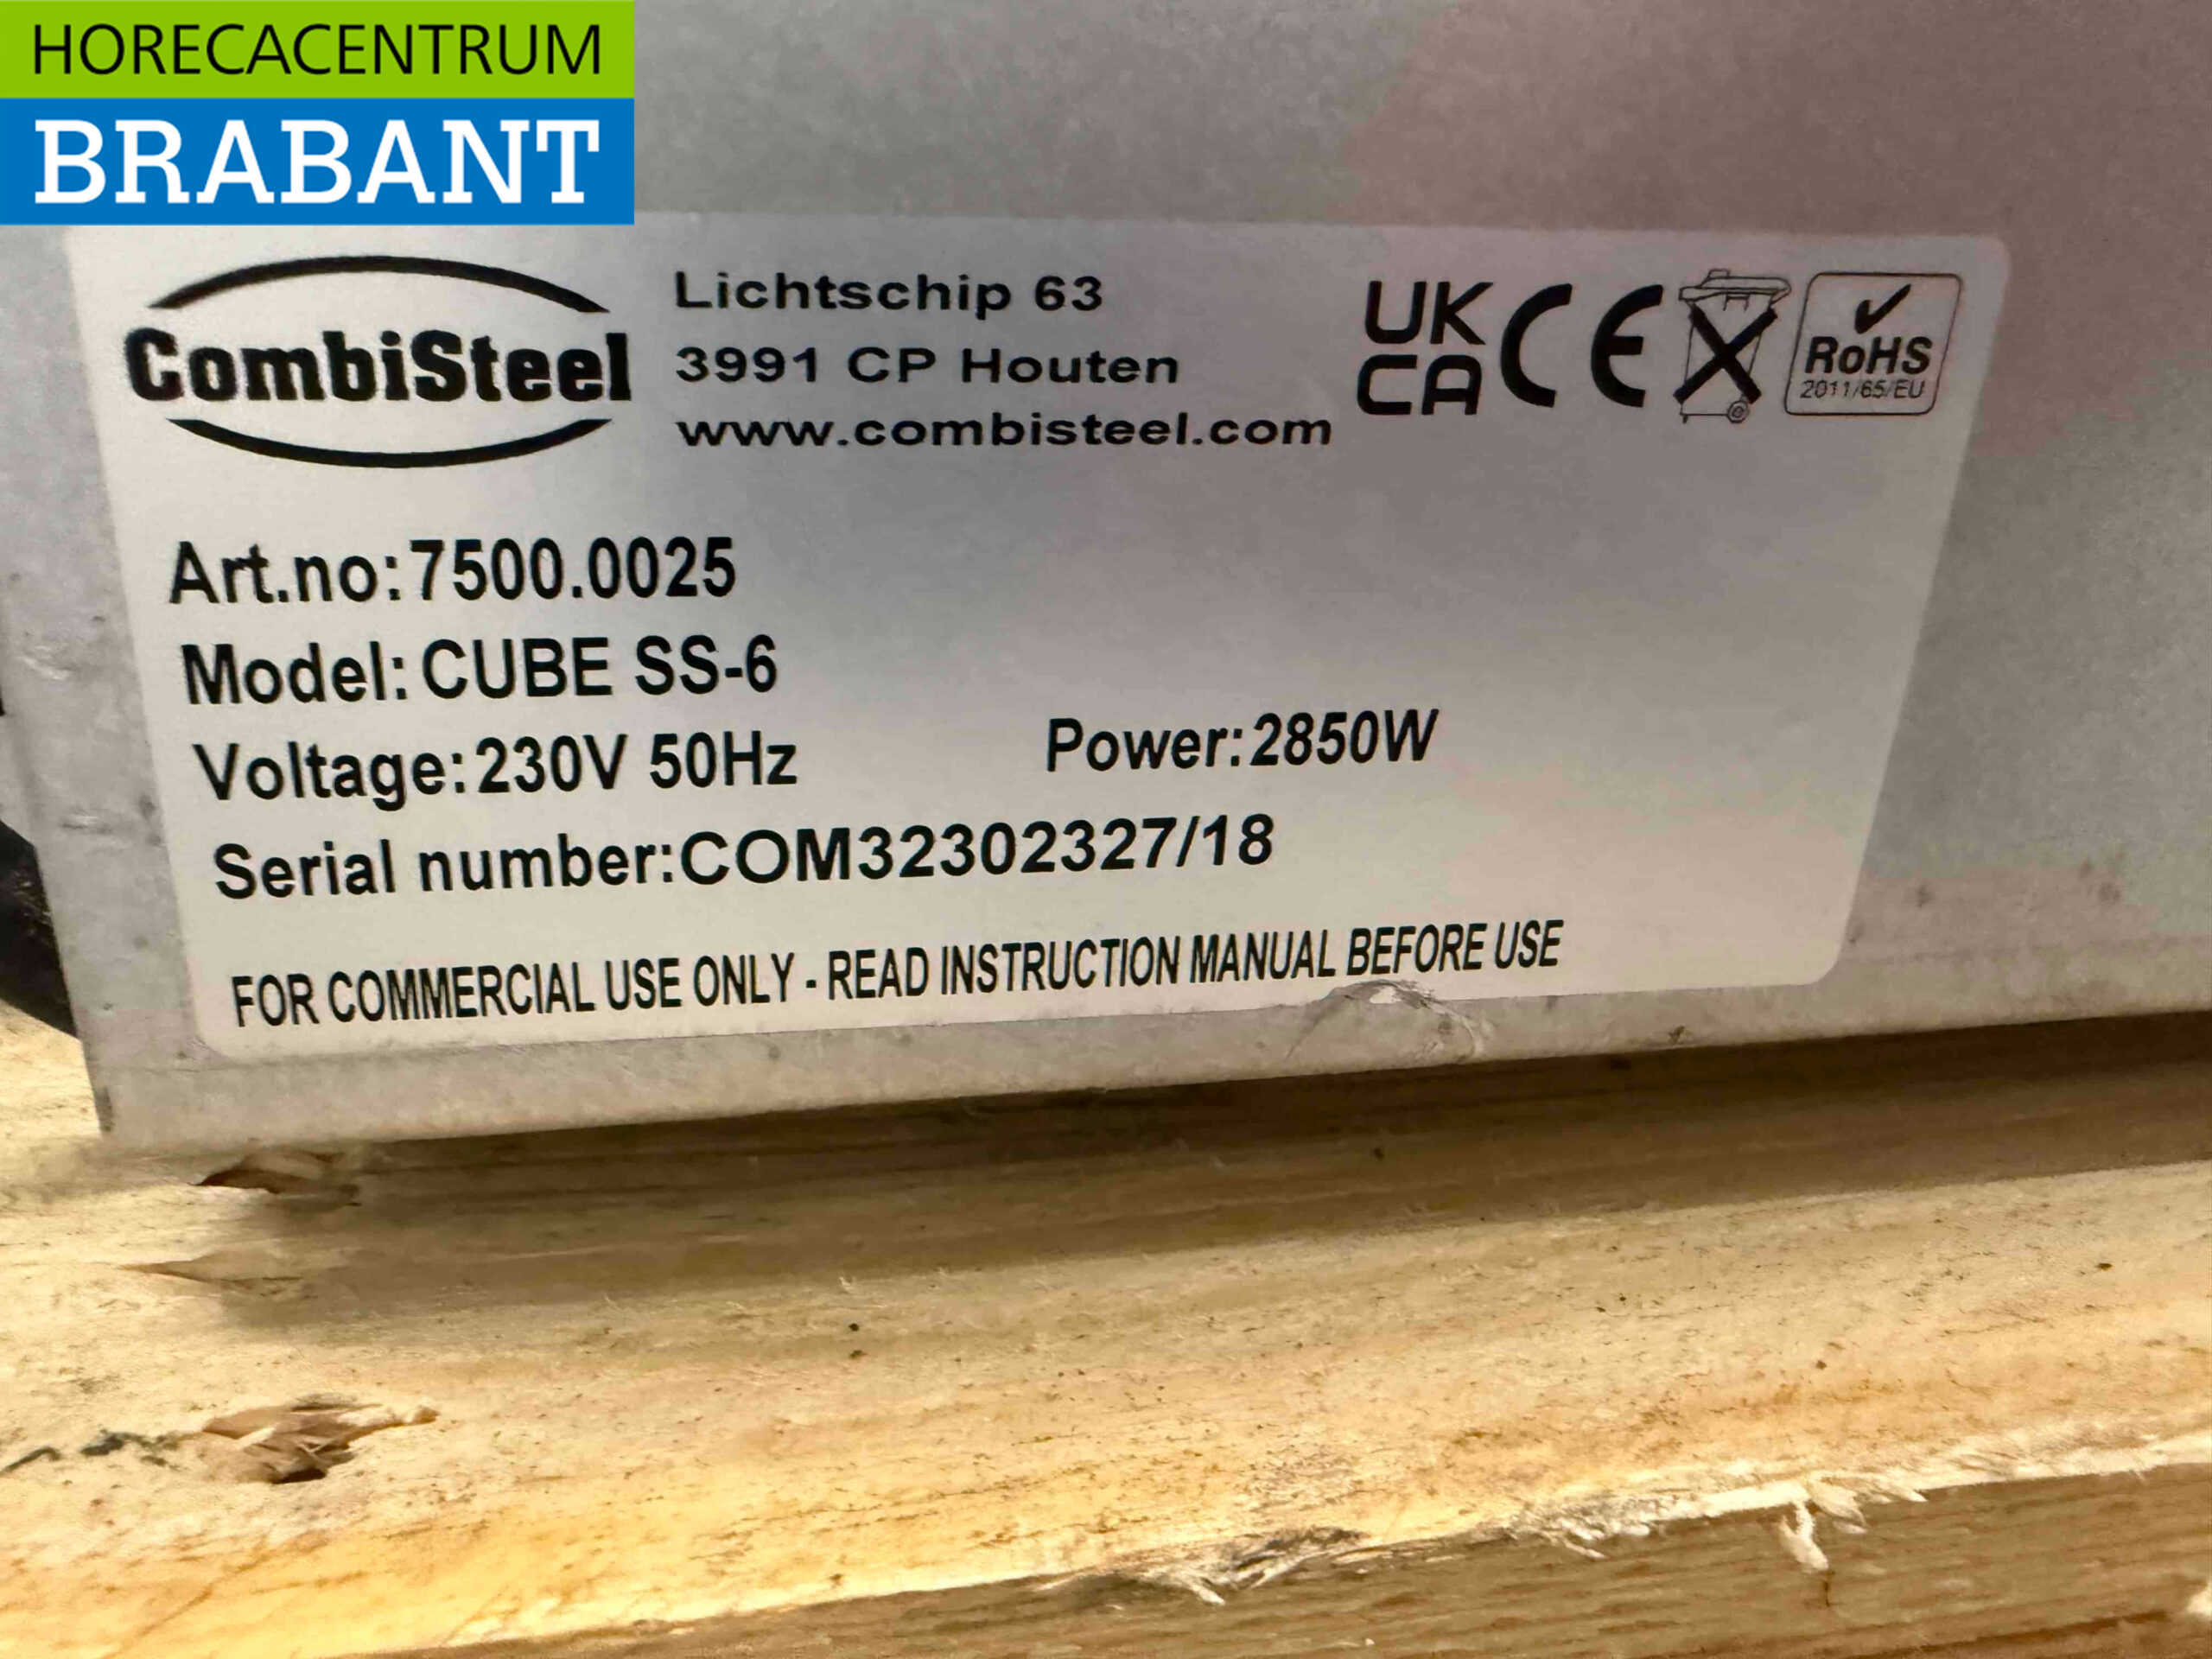 HORECACENTRUM
BRABANT
CombiSteel
Lichtschip 63
3991 CP Houten
www.combisteel.com
UK
CA
CE
RoHS
2011/65/EU
Art.no:7500.0025
Model:CUBE SS-6
Voltage:230V 50Hz Power:2850W
Serial number:COM32302327/18
FOR COMMERCIAL USE ONLY - READ INSTRUCTION MANUAL BEFORE USE